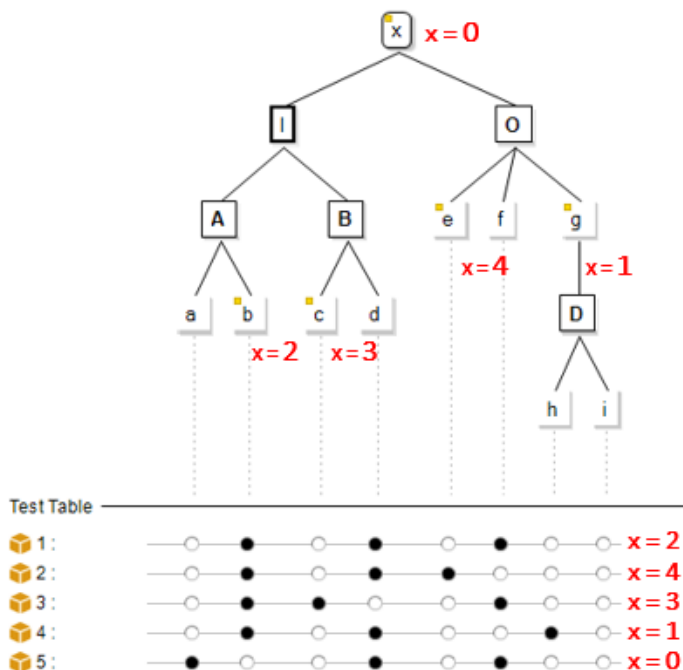 x x=0
I O
A B e f g
x=4 x=1
a b c d D
x=2 x=3
h i
Test Table
1: x=2
2: x=4
3: x=3
4: x=1
5: x=0